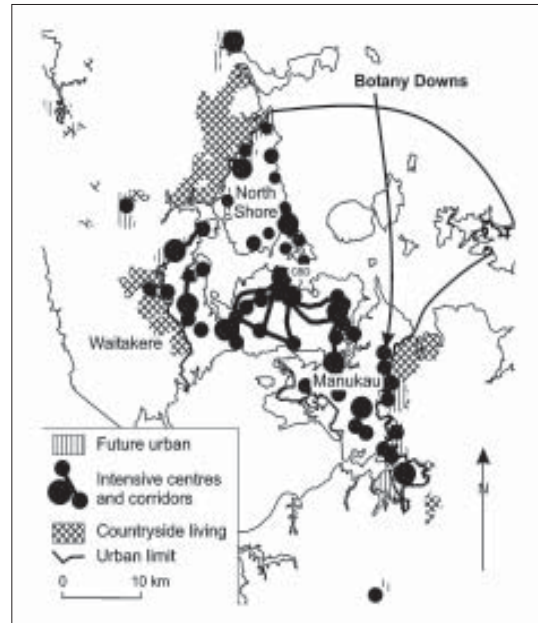 Botany Downs
North
Shore
CBD
Waitakere
Manukau
Future urban
Intensive centres
and corridors
Countryside living
Urban limit
0 10 km
N